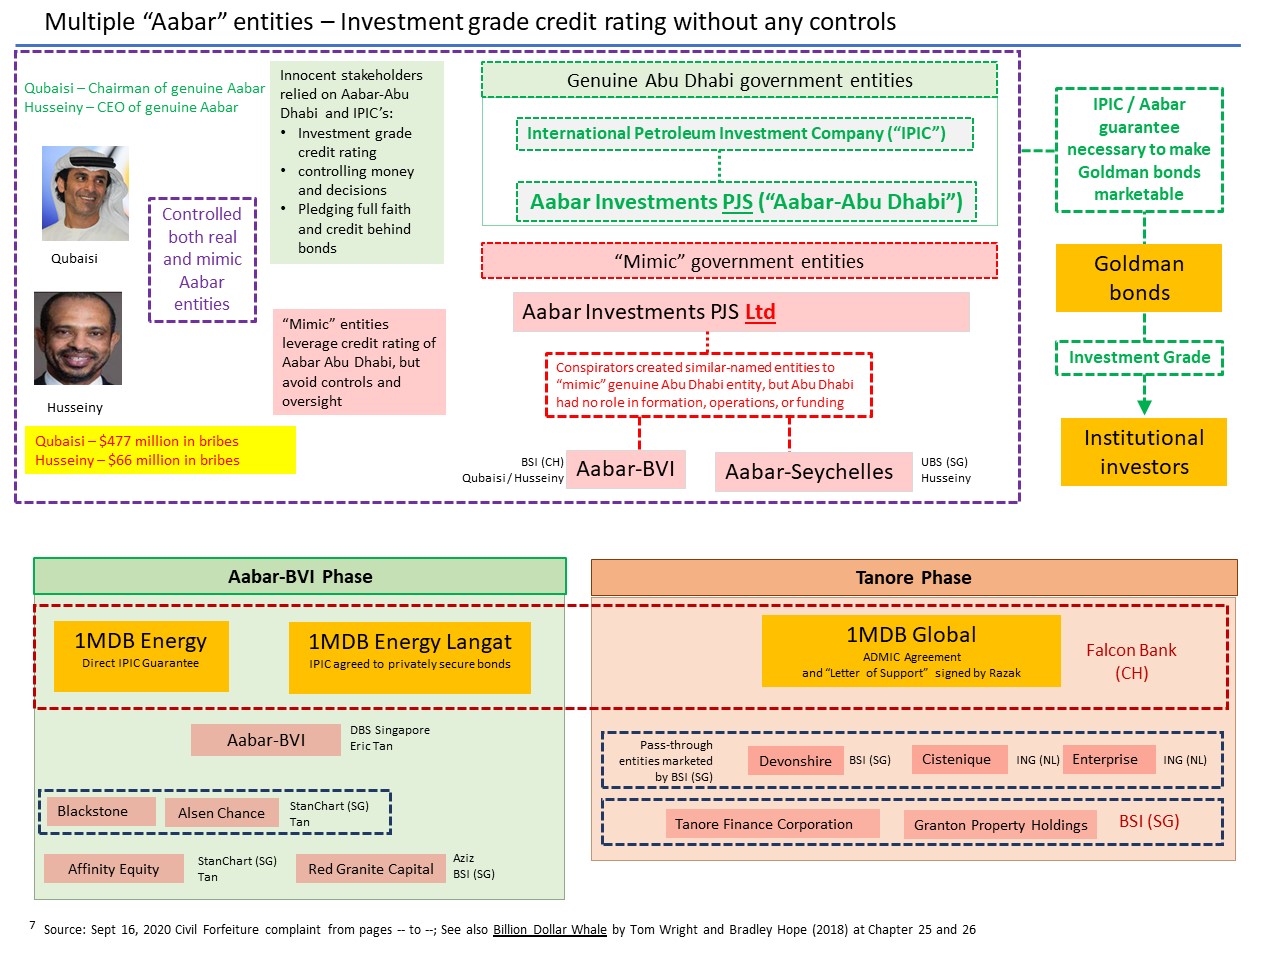 Multiple “Aabar” entities – Investment grade credit rating without any controls
Qubaisi – Chairman of genuine Aabar
Husseiny – CEO of genuine Aabar
Qubaisi
Husseiny
Controlled
both real
and mimic
Aabar
entities
Qubaisi – $477 million in bribes
Husseiny – $66 million in bribes
Innocent stakeholders
relied on Aabar-Abu
Dhabi and IPIC’s:
• Investment grade
credit rating
• controlling money
and decisions
• Pledging full faith
and credit behind
bonds
“Mimic” entities
leverage credit rating of
Aabar Abu Dhabi, but
avoid controls and
oversight
Genuine Abu Dhabi government entities
International Petroleum Investment Company (“IPIC”)
Aabar Investments PJS (“Aabar-Abu Dhabi”)
“Mimic” government entities
Aabar Investments PJS Ltd
Conspirators created similar-named entities to
“mimic” genuine Abu Dhabi entity, but Abu Dhabi
had no role in formation, operations, or funding
BSI (CH)
Qubaisi / Husseiny
Aabar-BVI
Aabar-Seychelles
UBS (SG)
Husseiny
IPIC / Aabar
guarantee
necessary to make
Goldman bonds
marketable
Goldman
bonds
Investment Grade
Institutional
investors
Aabar-BVI Phase
1MDB Energy
Direct IPIC Guarantee
1MDB Energy Langat
IPIC agreed to privately secure bonds
Aabar-BVI
DBS Singapore
Eric Tan
Blackstone
Alsen Chance
StanChart (SG)
Tan
Affinity Equity
StanChart (SG)
Tan
Red Granite Capital
Aziz
BSI (SG)
Tanore Phase
1MDB Global
ADMIC Agreement
and “Letter of Support” signed by Razak
Falcon Bank
(CH)
Pass-through
entities marketed
by BSI (SG)
Devonshire
BSI (SG)
Cistenique
ING (NL)
Enterprise
ING (NL)
Tanore Finance Corporation
Granton Property Holdings
BSI (SG)
7 Source: Sept 16, 2020 Civil Forfeiture complaint from pages -- to --; See also Billion Dollar Whale by Tom Wright and Bradley Hope (2018) at Chapter 25 and 26